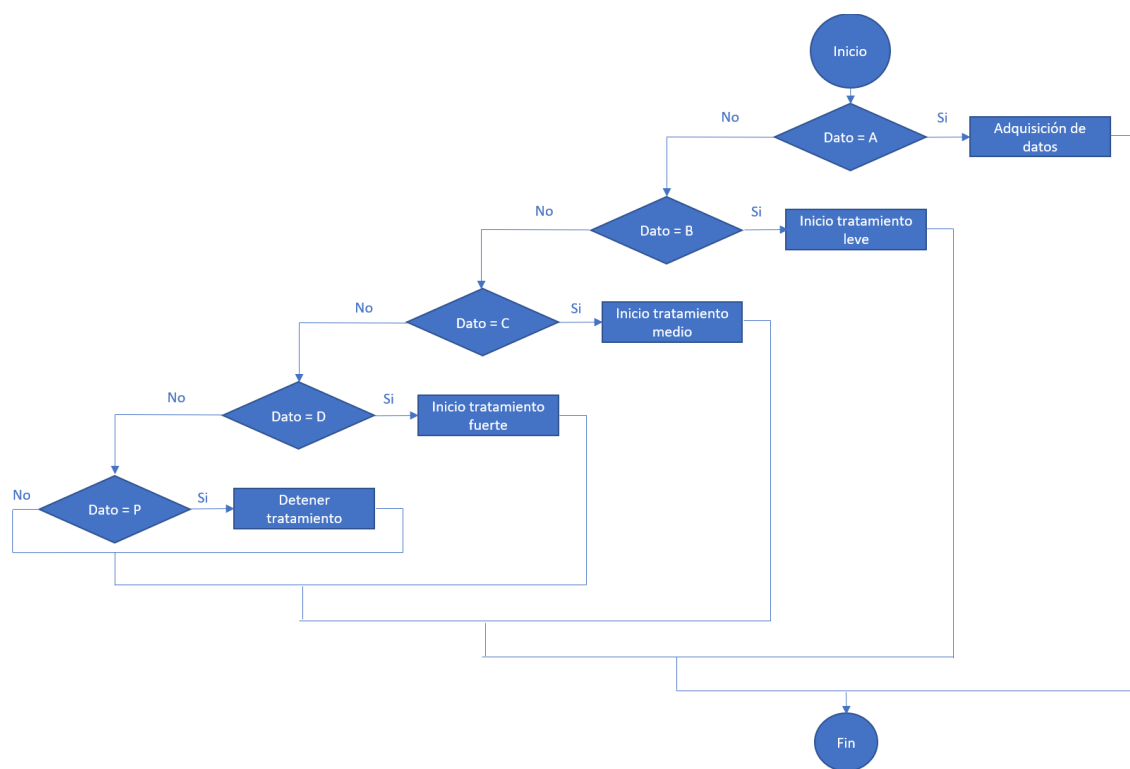 Inicio
No
Dato = A
Si
Adquisición de
datos
No
Dato = B
Si
Inicio tratamiento
leve
No
Dato = C
Si
Inicio tratamiento
medio
No
Dato = D
Si
Inicio tratamiento
fuerte
No
Dato = P
Si
Detener
tratamiento
Fin